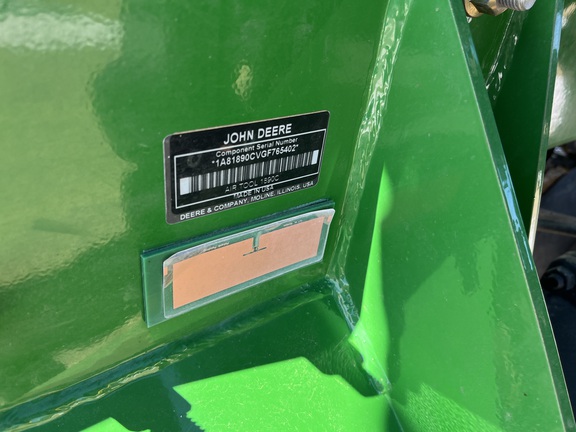 JOHN DEERE
Component Serial Number
*1A81890CVGF765402*
AIR TOOL 1890C
MADE IN USA
DEERE & COMPANY, MOLINE, ILLINOIS, USA